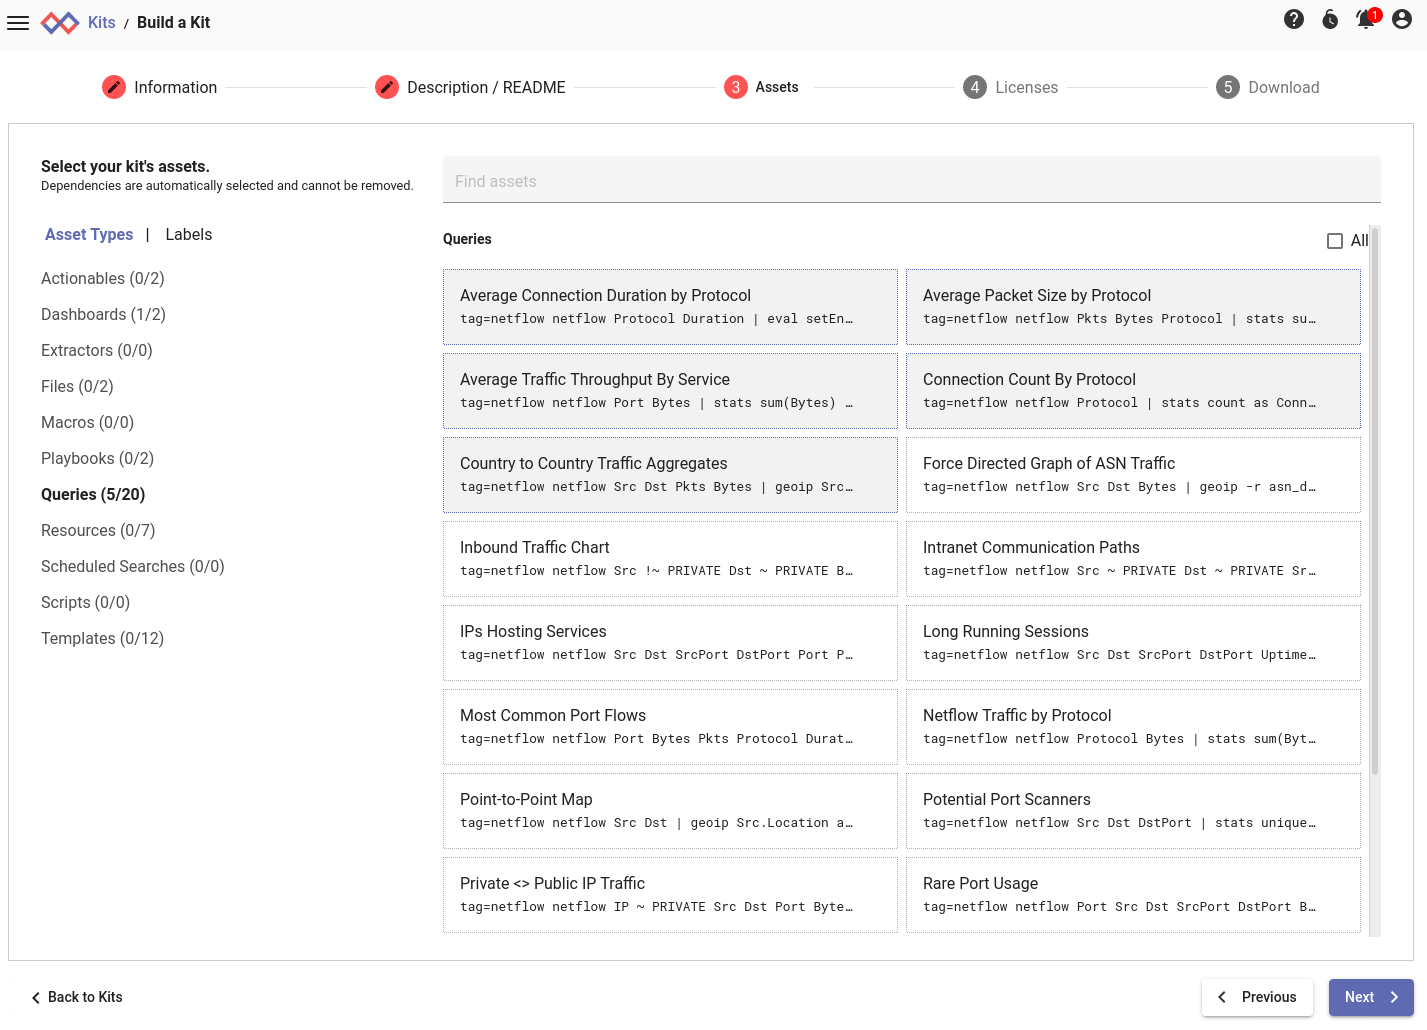 Kits / Build a Kit
1
Information
Description / README
3 Assets
4 Licenses
5 Download
Select your kit's assets.
Dependencies are automatically selected and cannot be removed.
Asset Types | Labels
Actionables (0/2)
Dashboards (1/2)
Extractors (0/0)
Files (0/2)
Macros (0/0)
Playbooks (0/2)
Queries (5/20)
Resources (0/7)
Scheduled Searches (0/0)
Scripts (0/0)
Templates (0/12)
Find assets
Queries
All
Average Connection Duration by Protocol
tag=netflow netflow Protocol Duration | eval setEn…
Average Packet Size by Protocol
tag=netflow netflow Pkts Bytes Protocol | stats su…
Average Traffic Throughput By Service
tag=netflow netflow Port Bytes | stats sum(Bytes) …
Connection Count By Protocol
tag=netflow netflow Protocol | stats count as Conn…
Country to Country Traffic Aggregates
tag=netflow netflow Src Dst Pkts Bytes | geoip Src…
Force Directed Graph of ASN Traffic
tag=netflow netflow Src Dst Bytes | geoip -r asn_d…
Inbound Traffic Chart
tag=netflow netflow Src !~ PRIVATE Dst ~ PRIVATE B…
Intranet Communication Paths
tag=netflow netflow Src ~ PRIVATE Dst ~ PRIVATE Sr…
IPs Hosting Services
tag=netflow netflow Src Dst SrcPort DstPort Port P…
Long Running Sessions
tag=netflow netflow Src Dst SrcPort DstPort Uptime…
Most Common Port Flows
tag=netflow netflow Port Bytes Pkts Protocol Durat…
Netflow Traffic by Protocol
tag=netflow netflow Protocol Bytes | stats sum(Byt…
Point-to-Point Map
tag=netflow netflow Src Dst | geoip Src.Location a…
Potential Port Scanners
tag=netflow netflow Src Dst DstPort | stats unique…
Private <> Public IP Traffic
tag=netflow netflow IP ~ PRIVATE Src Dst Port Byte…
Rare Port Usage
tag=netflow netflow Port Src Dst SrcPort DstPort B…
Back to Kits
Previous
Next